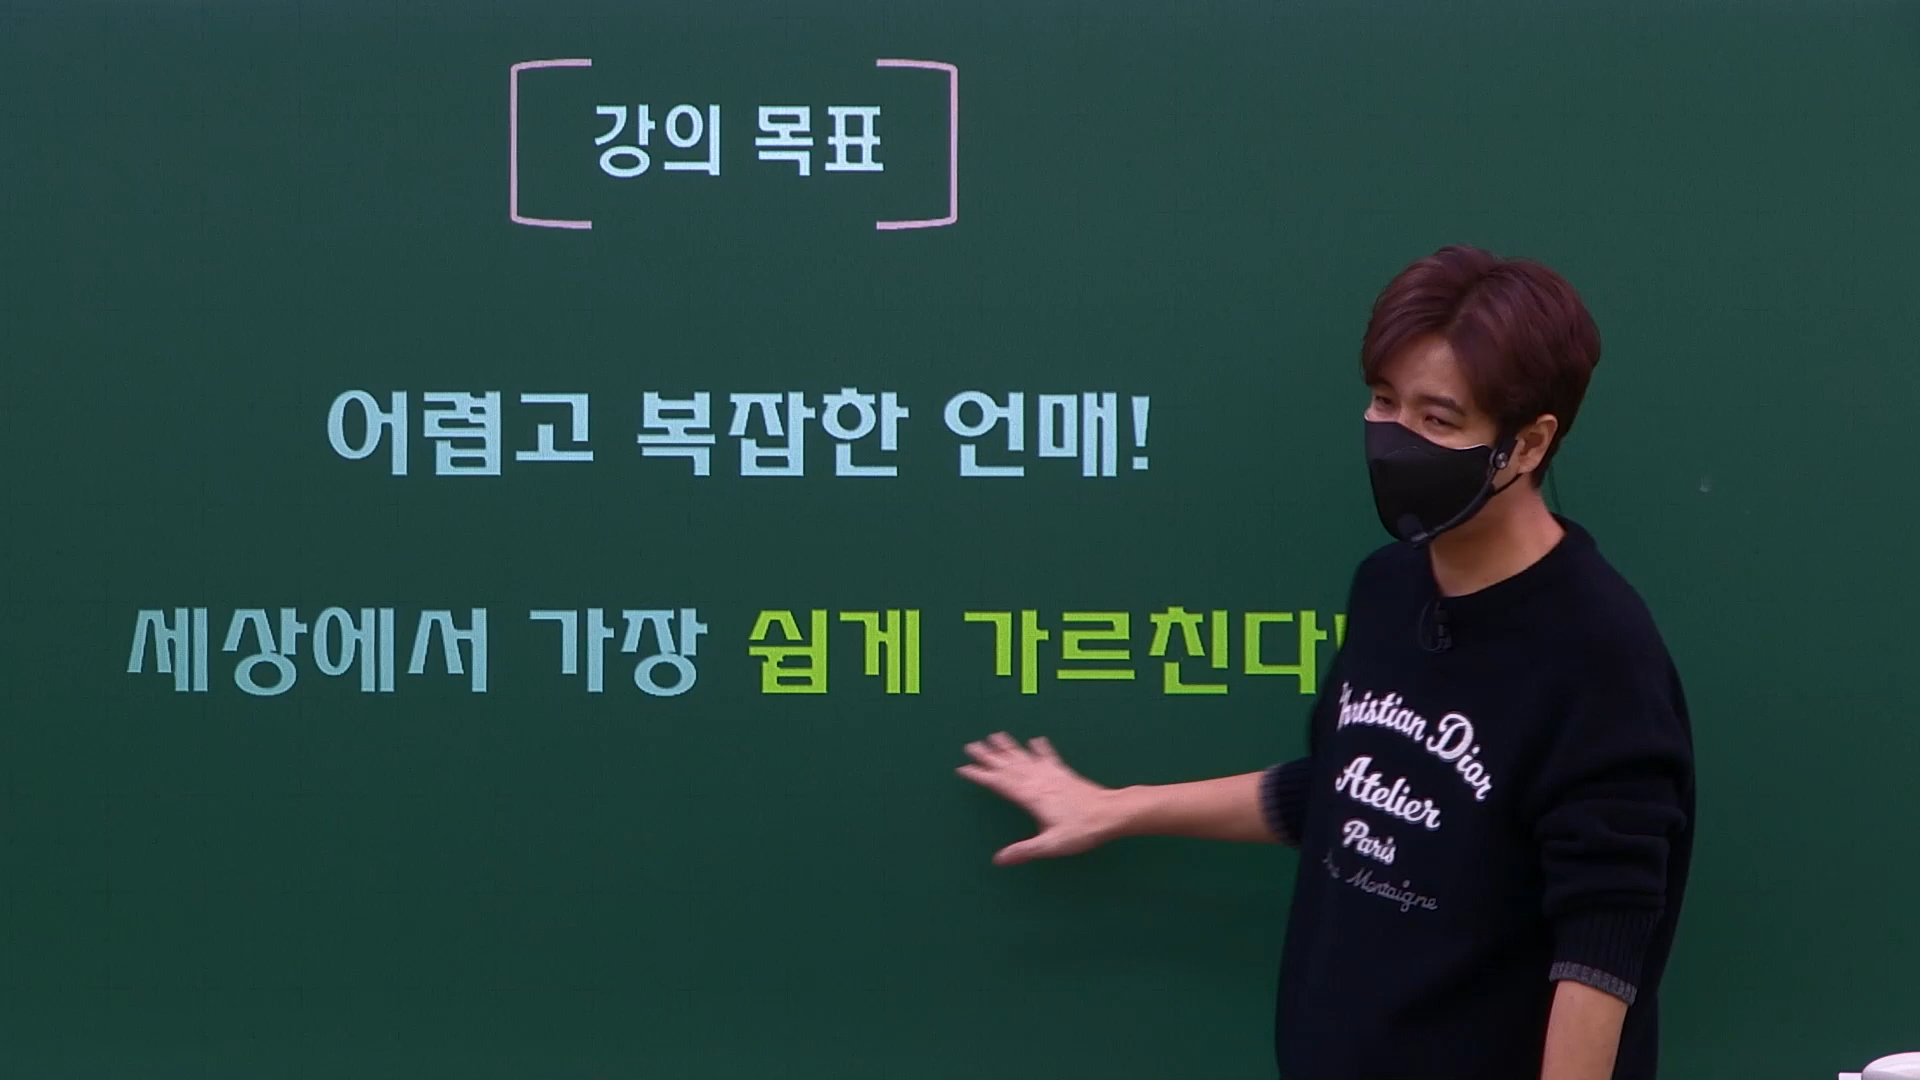 강의 목표
어렵고 복잡한 언매!
세상에서 가장 쉽게 가르친다!
Christian Dior
Atelier
Paris
Montaigne